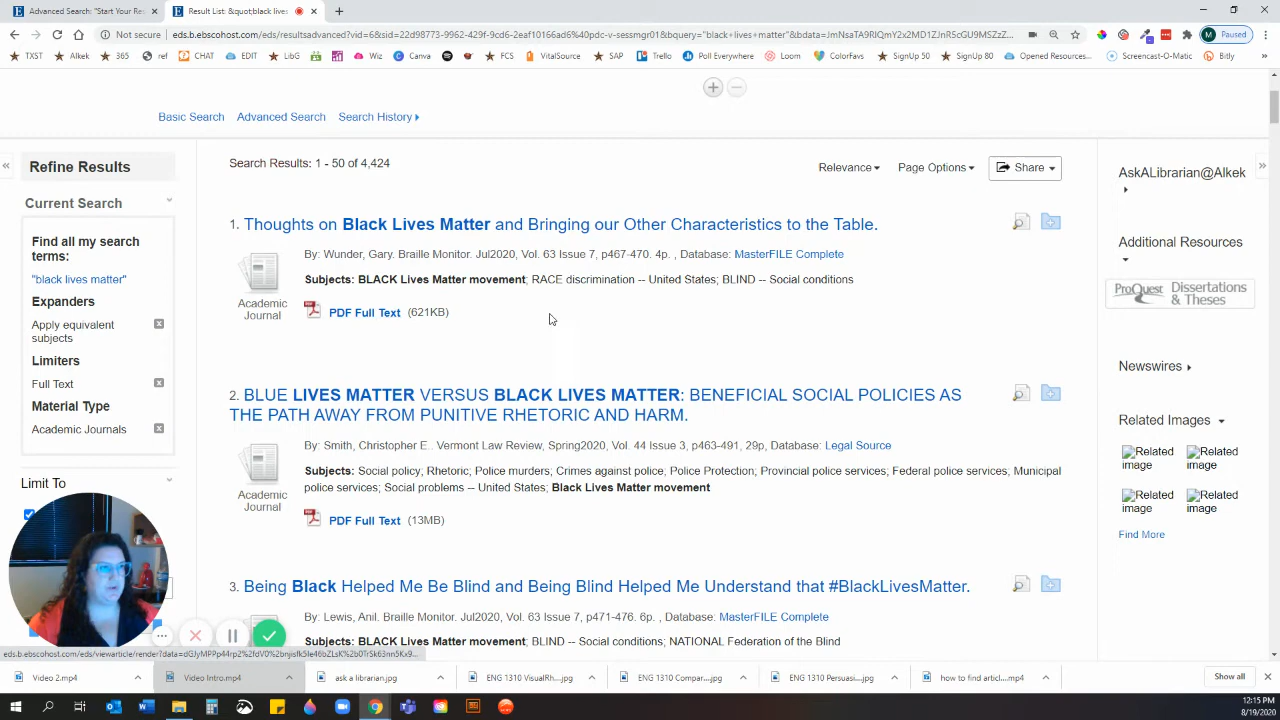 Advanced Search: "Start Your Res
Result List: &quot;black lives
Not secure | eds.b.ebscohost.com/eds/resultsadvanced?vid=6&sid=22d98773-9962-429f-9cd6-2eaf10166ad6%40pdc-v-sessmgr01&bquery="black+lives+matter"&bdata=
M Paused
TXST Alkek 365 ref CHAT EDIT LibG Wiz Canva FCS VitalSource SAP Trello Poll Everywhere Loom ColorFavs SignUp 50 SignUp 80 Opened Resources... Screencast-O-Matic Bitly »
Basic Search Advanced Search Search History
Refine Results
Current Search
Find all my search terms:
"black lives matter"
Expanders
Apply equivalent
subjects
Limiters
Full Text
Material Type
Academic Journals
Limit To
Search Results: 1 - 50 of 4,424
Relevance Page Options Share
1. Thoughts on Black Lives Matter and Bringing our Other Characteristics to the Table.
By: Wunder, Gary. Braille Monitor. Jul2020, Vol. 63 Issue 7, p467-470. 4p. , Database: MasterFILE Complete
Subjects: BLACK Lives Matter movement; RACE discrimination -- United States; BLIND -- Social conditions
Academic
Journal
PDF Full Text (621KB)
2. BLUE LIVES MATTER VERSUS BLACK LIVES MATTER: BENEFICIAL SOCIAL POLICIES AS
THE PATH AWAY FROM PUNITIVE RHETORIC AND HARM.
By: Smith, Christopher E.. Vermont Law Review, Spring2020, Vol. 44 Issue 3, p463-491, 29p, Database: Legal Source
Subjects: Social policy; Rhetoric; Police murders; Crimes against police; Police Protection; Provincial police services; Federal police services; Municipal
police services; Social problems -- United States; Black Lives Matter movement
Academic
Journal
PDF Full Text (13MB)
3. Being Black Helped Me Be Blind and Being Blind Helped Me Understand that #BlackLivesMatter.
By: Lewis, Anil. Braille Monitor. Jul2020, Vol. 63 Issue 7, p471-476. 6p. , Database: MasterFILE Complete
Subjects: BLACK Lives Matter movement; BLIND -- Social conditions; NATIONAL Federation of the Blind
AskALibrarian@Alkek
Additional Resources
ProQuest Dissertations
& Theses
Newswires
Related Images
Related image
Related image
Related image
Related image
Find More
Video 2.mp4
Video Intro.mp4
ask a librarian.jpg
ENG 1310 VisualRh....jpg
ENG 1310 Compar....jpg
ENG 1310 Persuasi....jpg
how to find articl....mp4
Show all
12:15 PM
8/19/2020